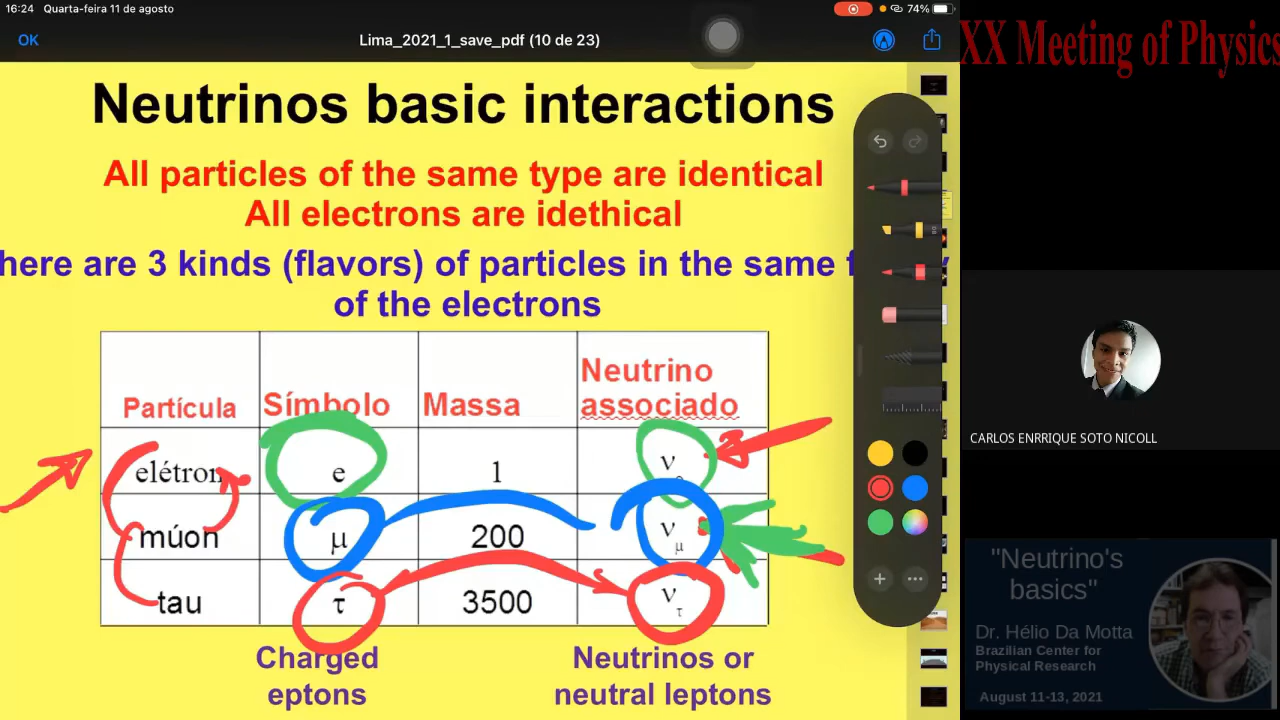 16:24 Quarta-feira 11 de agosto
74%
OK
Lima_2021_1_save_pdf (10 de 23)
XX Meeting of Physics
Neutrinos basic interactions
All particles of the same type are identical
All electrons are idethical
here are 3 kinds (flavors) of particles in the same f
of the electrons
Partícula Símbolo Massa Neutrino associado
elétron e 1 ν
múon μ 200 ν μ
tau τ 3500 ν τ
Charged
eptons
Neutrinos or
neutral leptons
CARLOS ENRRIQUE SOTO NICOLL
"Neutrino's
basics"
Dr. Hélio Da Motta
Brazilian Center for
Physical Research
August 11-13, 2021